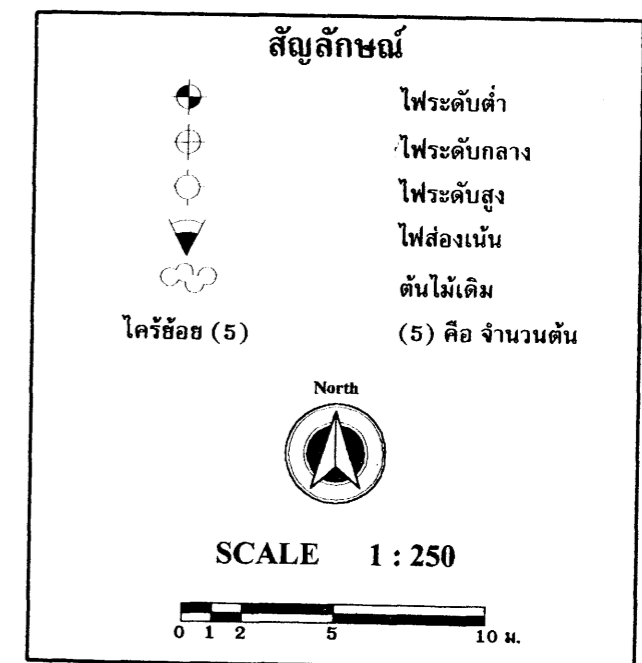 สัญลักษณ์
ไฟระดับต่ำ
ไฟระดับกลาง
ไฟระดับสูง
ไฟส่องเน้น
ต้นไม้เดิม
ไคร้ย้อย (5) (5) คือ จำนวนต้น
North
SCALE 1 : 250
0 1 2 5 10 ม.